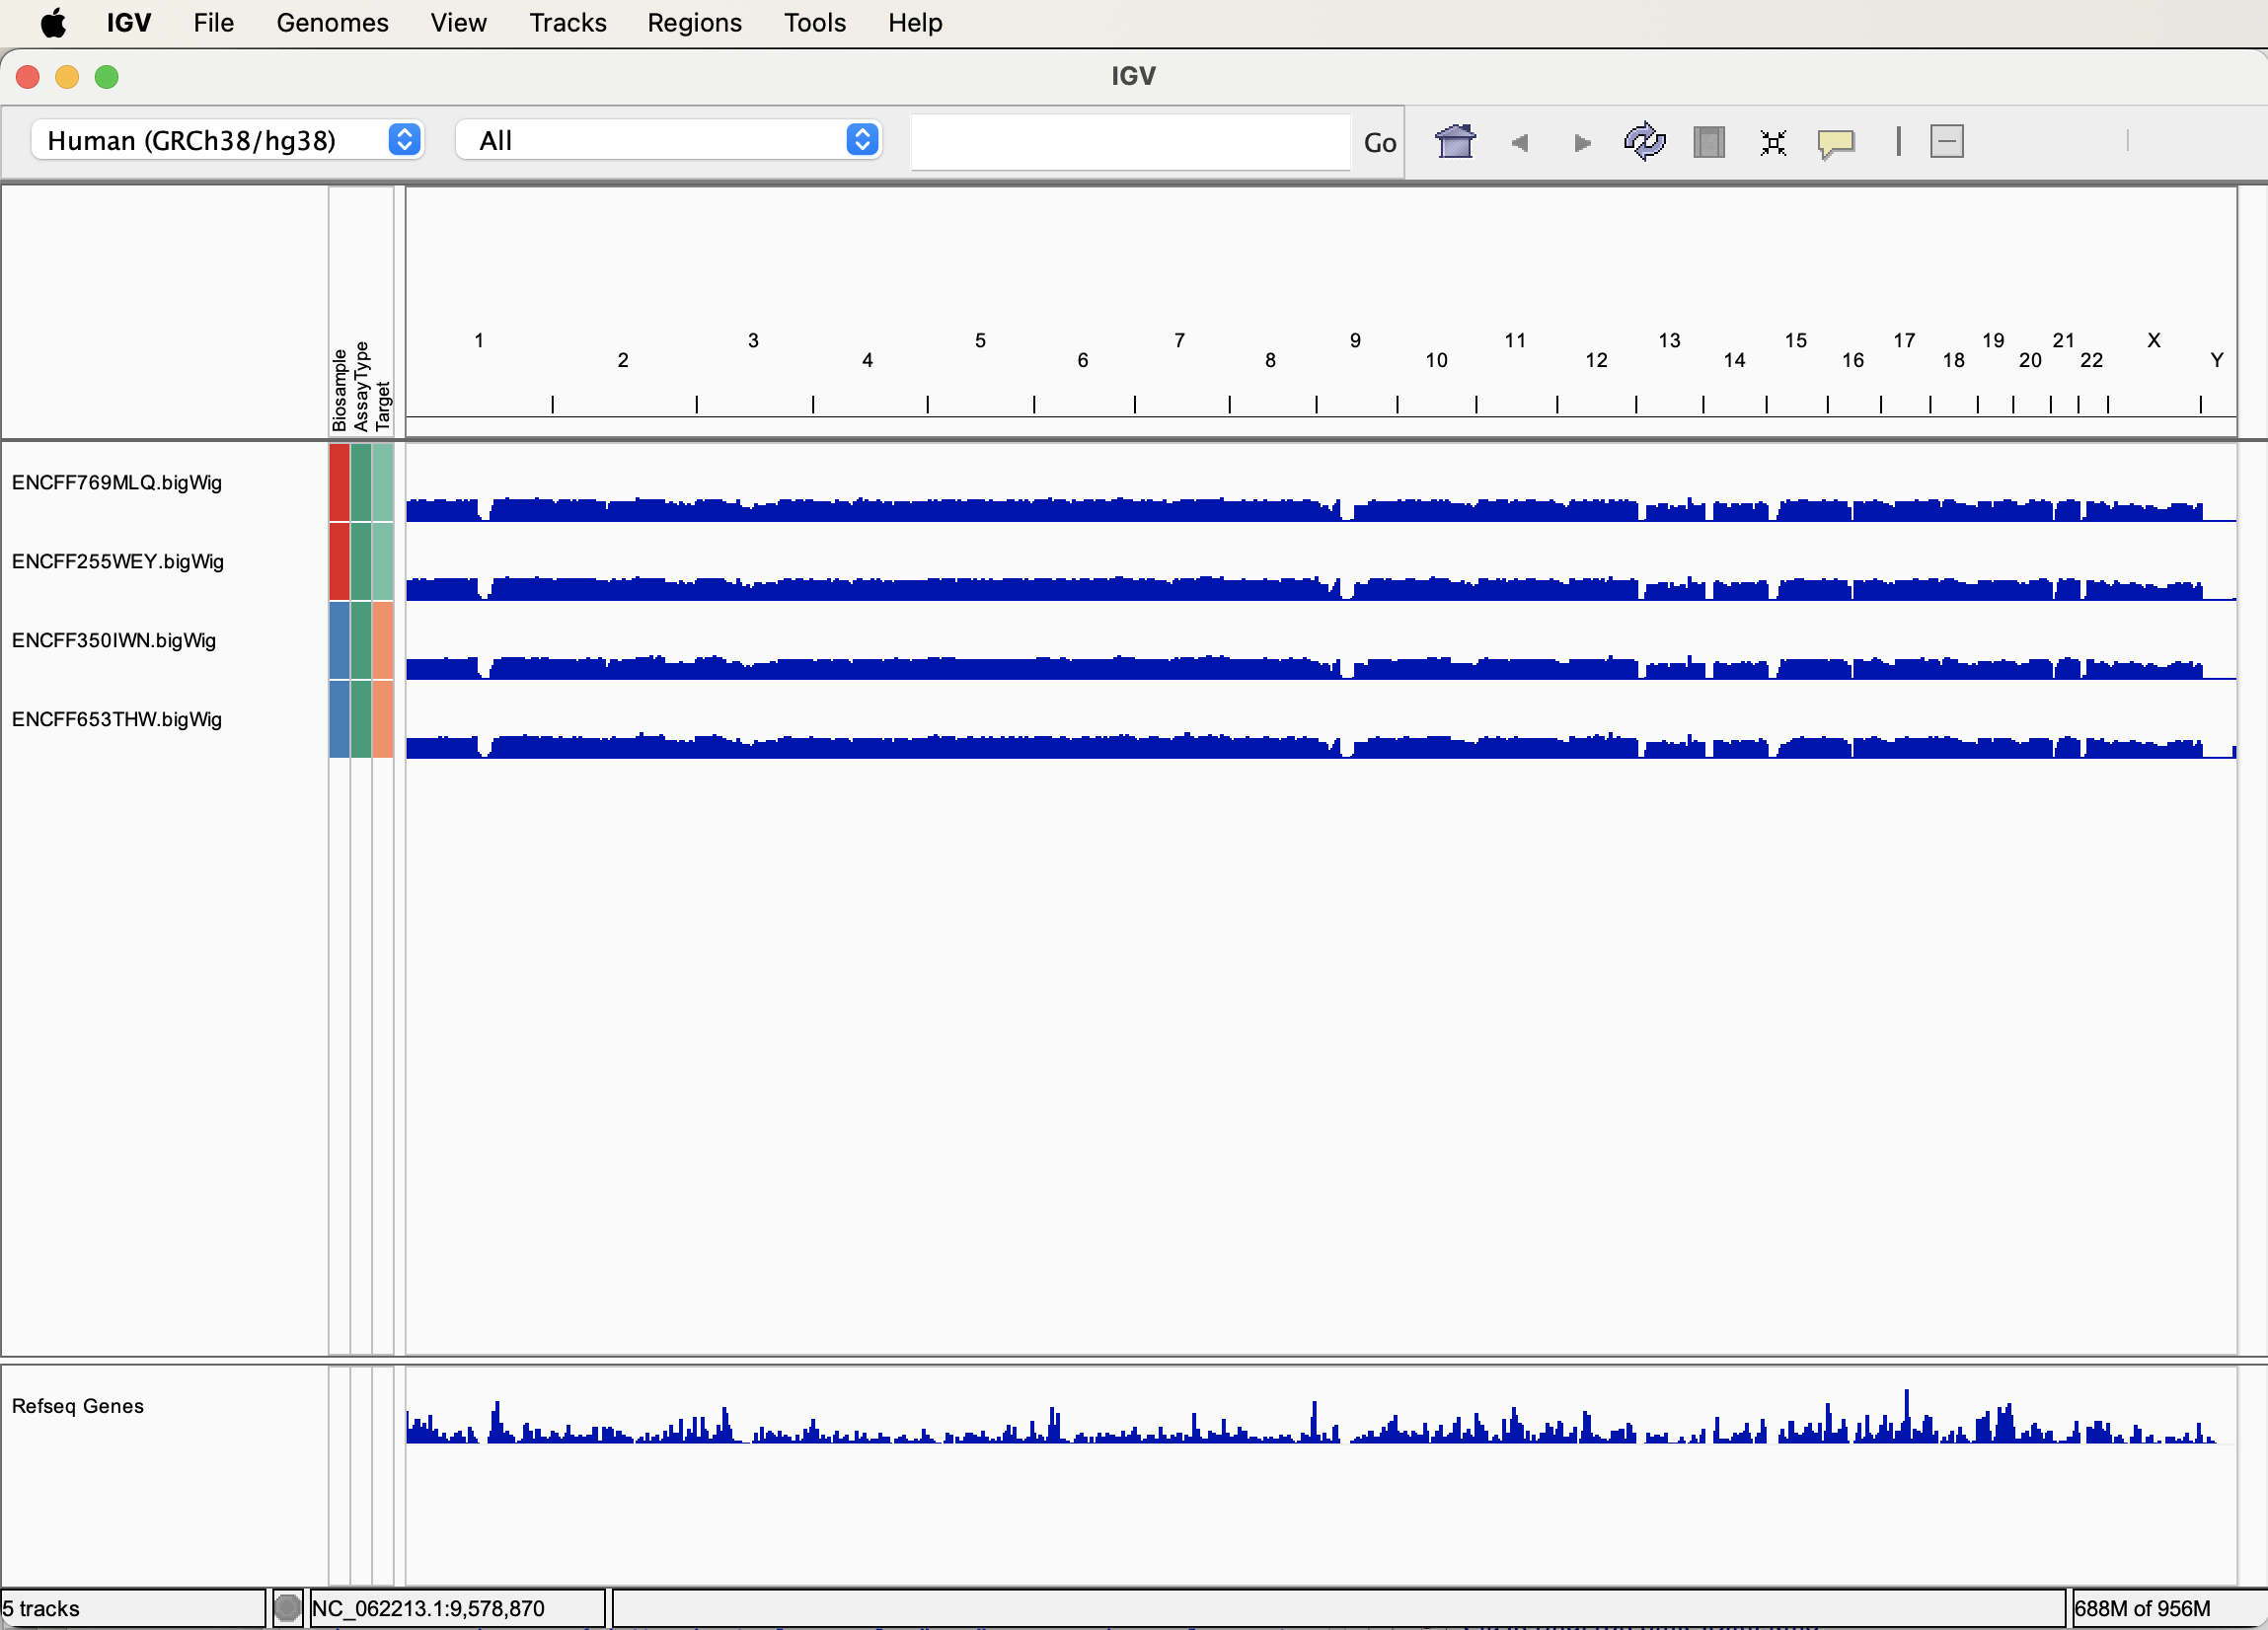 IGV File Genomes View Tracks Regions Tools Help
IGV
Human (GRCh38/hg38) All Go
1 3 5 7 9 11 13 15 17 19 21 X
2 4 6 8 10 12 14 16 18 20 22 Y
Biosample
AssayType
Target
ENCFF769MLQ.bigWig
ENCFF255WEY.bigWig
ENCFF350IWN.bigWig
ENCFF653THW.bigWig
Refseq Genes
5 tracks NC_062213.1:9,578,870 688M of 956M